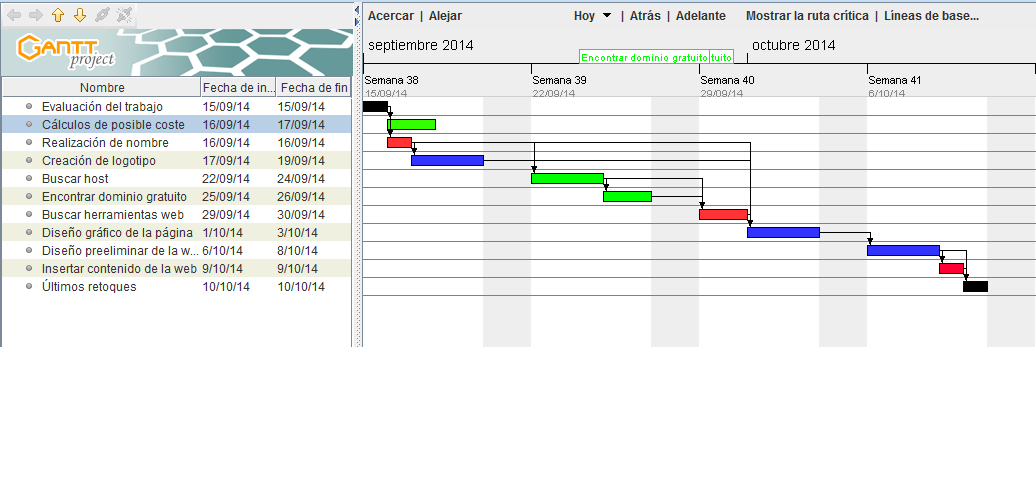 Acercar | Alejar Hoy | Atrás | Adelante Mostrar la ruta crítica | Líneas de base...
GANTT
project
septiembre 2014 octubre 2014
Encontrar dominio gratuito tuito
Nombre Fecha de in... Fecha de fin
Semana 38 Semana 39 Semana 40 Semana 41
15/09/14 22/09/14 29/09/14 6/10/14
Evaluación del trabajo 15/09/14 15/09/14
Cálculos de posible coste 16/09/14 17/09/14
Realización de nombre 16/09/14 16/09/14
Creación de logotipo 17/09/14 19/09/14
Buscar host 22/09/14 24/09/14
Encontrar dominio gratuito 25/09/14 26/09/14
Buscar herramientas web 29/09/14 30/09/14
Diseño gráfico de la página 1/10/14 3/10/14
Diseño preeliminar de la w... 6/10/14 8/10/14
Insertar contenido de la web 9/10/14 9/10/14
Últimos retoques 10/10/14 10/10/14